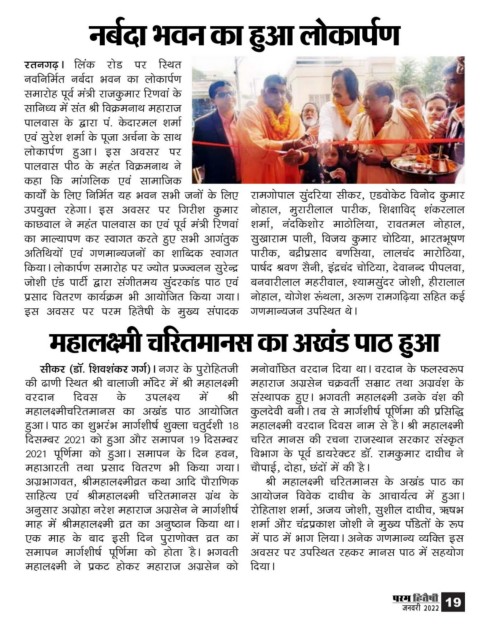 नर्बदा भवन का हुआ लोकार्पण
रतनगढ़। लिंक रोड पर स्थित
नवनिर्मित नर्बदा भवन का लोकार्पण
समारोह पूर्व मंत्री राजकुमार रिणवां के
सानिध्य में संत श्री विक्रमनाथ महाराज
पालवास के द्वारा पं. केदारमल शर्मा
एवं सुरेश शर्मा के पूजा अर्चना के साथ
लोकार्पण हुआ। इस अवसर पर
पालवास पीठ के महंत विक्रमनाथ ने
कहा कि मांगलिक एवं सामाजिक
कार्यों के लिए निर्मित यह भवन सभी जनों के लिए
उपयुक्त रहेगा। इस अवसर पर गिरीश कुमार
काछवाल ने महंत पालवास का एवं पूर्व मंत्री रिणवां
का माल्यापण कर स्वागत करते हुए सभी आगंतुक
अतिथियों एवं गणमान्यजनों का शाब्दिक स्वागत
किया। लोकार्पण समारोह पर ज्योत प्रज्ज्वलन सुरेन्द्र
जोशी एंड पार्टी द्वारा संगीतमय सुंदरकांड पाठ एवं
प्रसाद वितरण कार्यक्रम भी आयोजित किया गया।
इस अवसर पर परम हितैषी के मुख्य संपादक
रामगोपाल सुंदरिया सीकर, एडवोकेट विनोद कुमार
नोहाल, मुरारीलाल पारीक, शिक्षाविद् शंकरलाल
शर्मा, नंदकिशोर माठोलिया, रावतमल नोहाल,
सुखाराम पाली, विजय कुमार चोटिया, भारतभूषण
पारीक, बद्रीप्रसाद बणसिया, लालचंद मारोठिया,
पार्षद श्रवण सैनी, इंद्रचंद चोटिया, देवानन्द पीपलवा,
बनवारीलाल महरीवाल, श्यामसुंदर जोशी, हीरालाल
नोहाल, योगेश रूंथला, अरूण रामगढ़िया सहित कई
गणमान्यजन उपस्थित थे।
महालक्ष्मी चरितमानस का अखंड पाठ हुआ
सीकर (डॉ. शिवशंकर गर्ग)। नगर के पुरोहितजी
की ढाणी स्थित श्री बालाजी मंदिर में श्री महालक्ष्मी
वरदान दिवस के उपलक्ष्य में श्री
महालक्ष्मीचरितमानस का अखंड पाठ आयोजित
हुआ। पाठ का शुभरंभ मार्गशीर्ष शुक्ला चतुर्दशी 18
दिसम्बर 2021 को हुआ और समापन 19 दिसम्बर
2021 पूर्णिमा को हुआ। समापन के दिन हवन,
महाआरती तथा प्रसाद वितरण भी किया गया।
अग्रभागवत, श्रीमहालक्ष्मीव्रत कथा आदि पौराणिक
साहित्य एवं श्रीमहालक्ष्मी चरितमानस ग्रंथ के
अनुसार अग्रोहा नरेश महाराज अग्रसेन ने मार्गशीर्ष
माह में श्रीमहालक्ष्मी व्रत का अनुष्ठान किया था।
एक माह के बाद इसी दिन पुराणोक्त व्रत का
समापन मार्गशीर्ष पूर्णिमा को होता है। भगवती
महालक्ष्मी ने प्रकट होकर महाराज अग्रसेन को
मनोवांछित वरदान दिया था। वरदान के फलस्वरूप
महाराज अग्रसेन चक्रवर्ती सम्राट तथा अग्रवंश के
संस्थापक हुए। भगवती महालक्ष्मी उनके वंश की
कुलदेवी बनी। तब से मार्गशीर्ष पूर्णिमा की प्रसिद्धि
महालक्ष्मी वरदान दिवस नाम से है। श्री महालक्ष्मी
चरित मानस की रचना राजस्थान सरकार संस्कृत
विभाग के पूर्व डायरेक्टर डॉ. रामकुमार दाधीच ने
चौपाई, दोहा, छंदों में की है।
श्री महालक्ष्मी चरितमानस के अखंड पाठ का
आयोजन विवेक दाधीच के आचार्यत्व में हुआ।
रोहिताश शर्मा, अजय जोशी, सुशील दाधीच, ऋषभ
शर्मा और चंद्रप्रकाश जोशी ने मुख्य पंडितों के रूप
में पाठ में भाग लिया। अनेक गणमान्य व्यक्ति इस
अवसर पर उपस्थित रहकर मानस पाठ में सहयोग
दिया।
परम हितैषी
जनवरी 2022 19